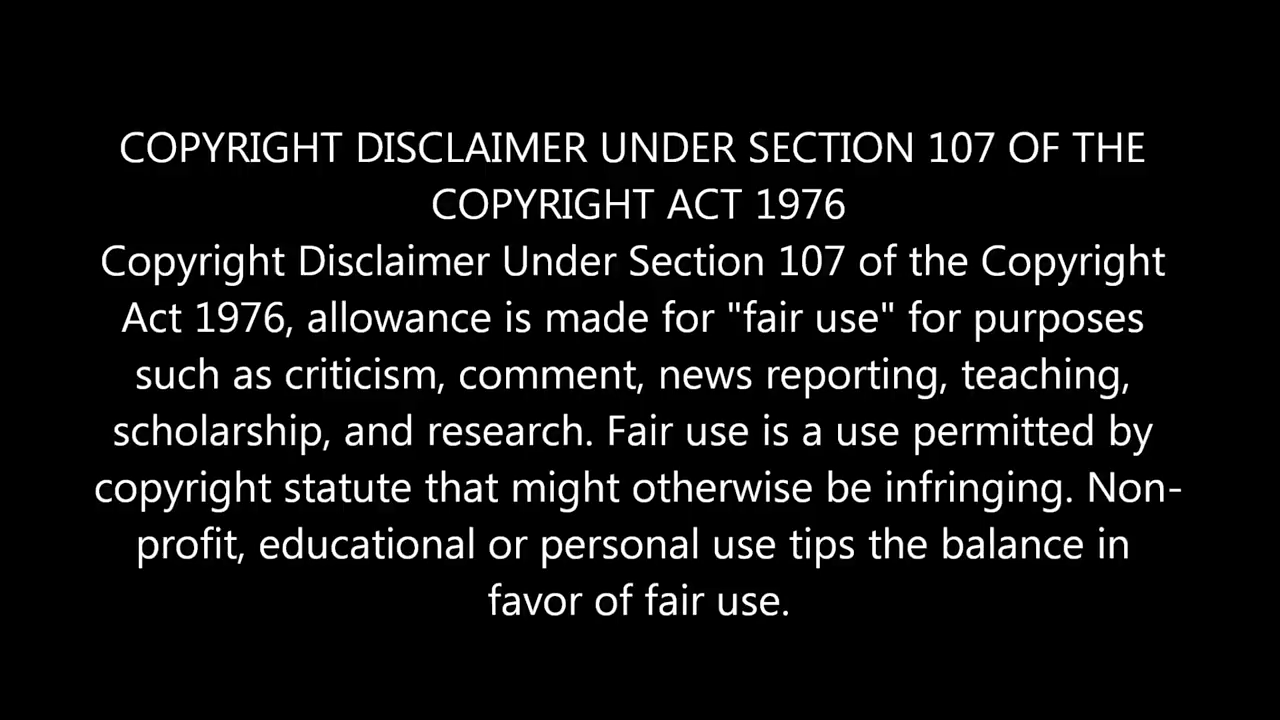 COPYRIGHT DISCLAIMER UNDER SECTION 107 OF THE
COPYRIGHT ACT 1976
Copyright Disclaimer Under Section 107 of the Copyright
Act 1976, allowance is made for "fair use" for purposes
such as criticism, comment, news reporting, teaching,
scholarship, and research. Fair use is a use permitted by
copyright statute that might otherwise be infringing. Non-
profit, educational or personal use tips the balance in
favor of fair use.